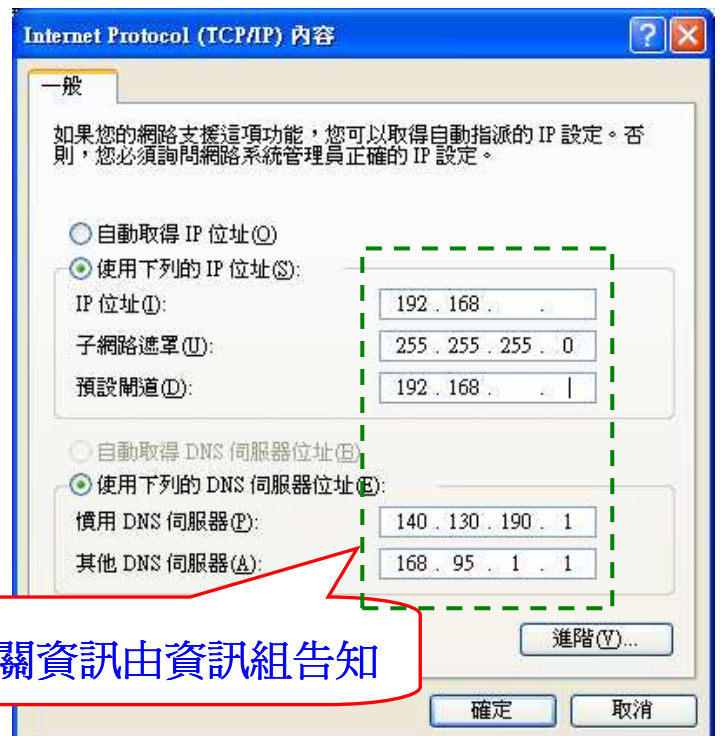 Internet Protocol (TCP/IP) 內容
一般
如果您的網路支援這項功能，您可以取得自動指派的 IP 設定。否
則，您必須詢問網路系統管理員正確的 IP 設定。
自動取得 IP 位址(O)
使用下列的 IP 位址(S):
IP 位址(I): 192 . 168 . .
子網路遮罩(U): 255 . 255 . 255 . 0
預設閘道(D): 192 . 168 . .
自動取得 DNS 伺服器位址(B)
使用下列的 DNS 伺服器位址(E):
慣用 DNS 伺服器(P): 140 . 130 . 190 . 1
其他 DNS 伺服器(A): 168 . 95 . 1 . 1
關資訊由資訊組告知
進階(V)...
確定 取消